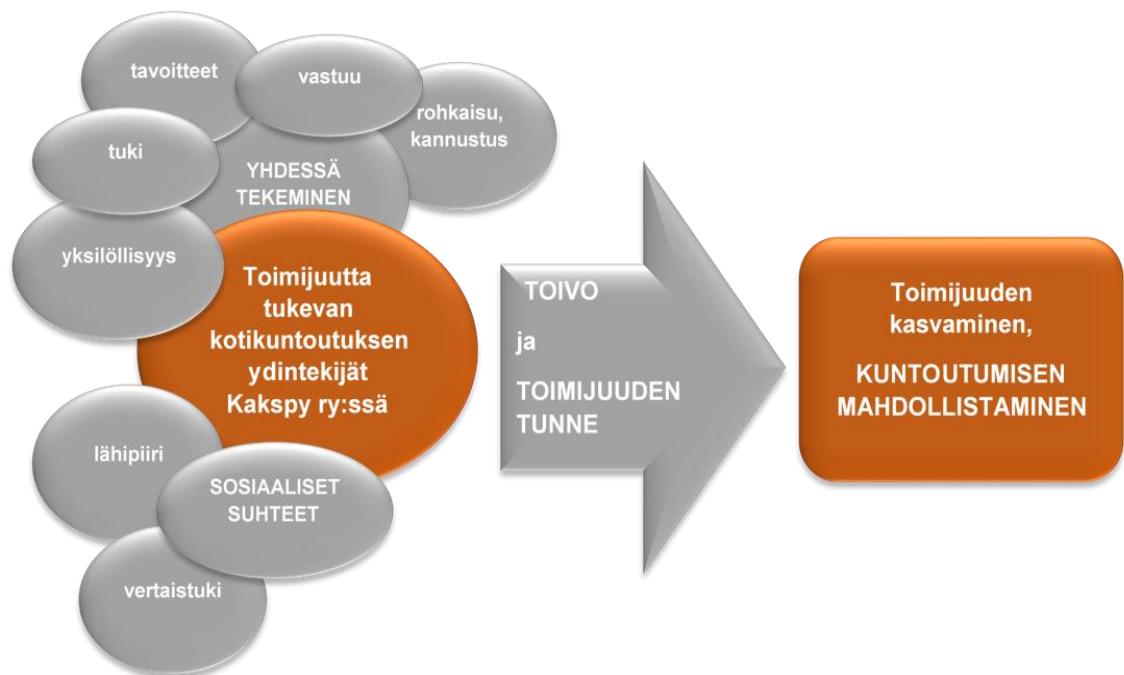 tavoitteet
vastuu
rohkaisu,
kannustus
tuki
YHDESSÄ
TEKEMINEN
yksilöllisyys
Toimijuutta
tukevan
kotikuntoutuksen
ydintekijät
Kakspy ry:ssä
lähipiiri
SOSIAALISET
SUHTEET
vertaistuki
TOIVO
ja
TOIMIJUUDEN
TUNNE
Toimijuuden
kasvaminen,
KUNTOUTUMISEN
MAHDOLLISTAMINEN